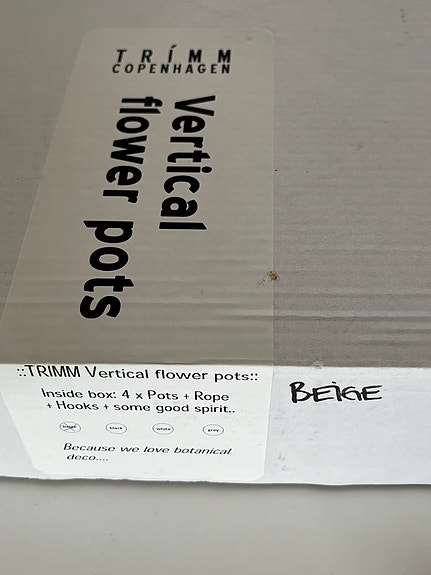 TRÍMM
COPENHAGEN
Vertical
flower pots
::TRIMM Vertical flower pots::
Inside box: 4 x Pots + Rope
+ Hooks + some good spirit..
black white gray
Because we love botanical
deco....
BEIGE